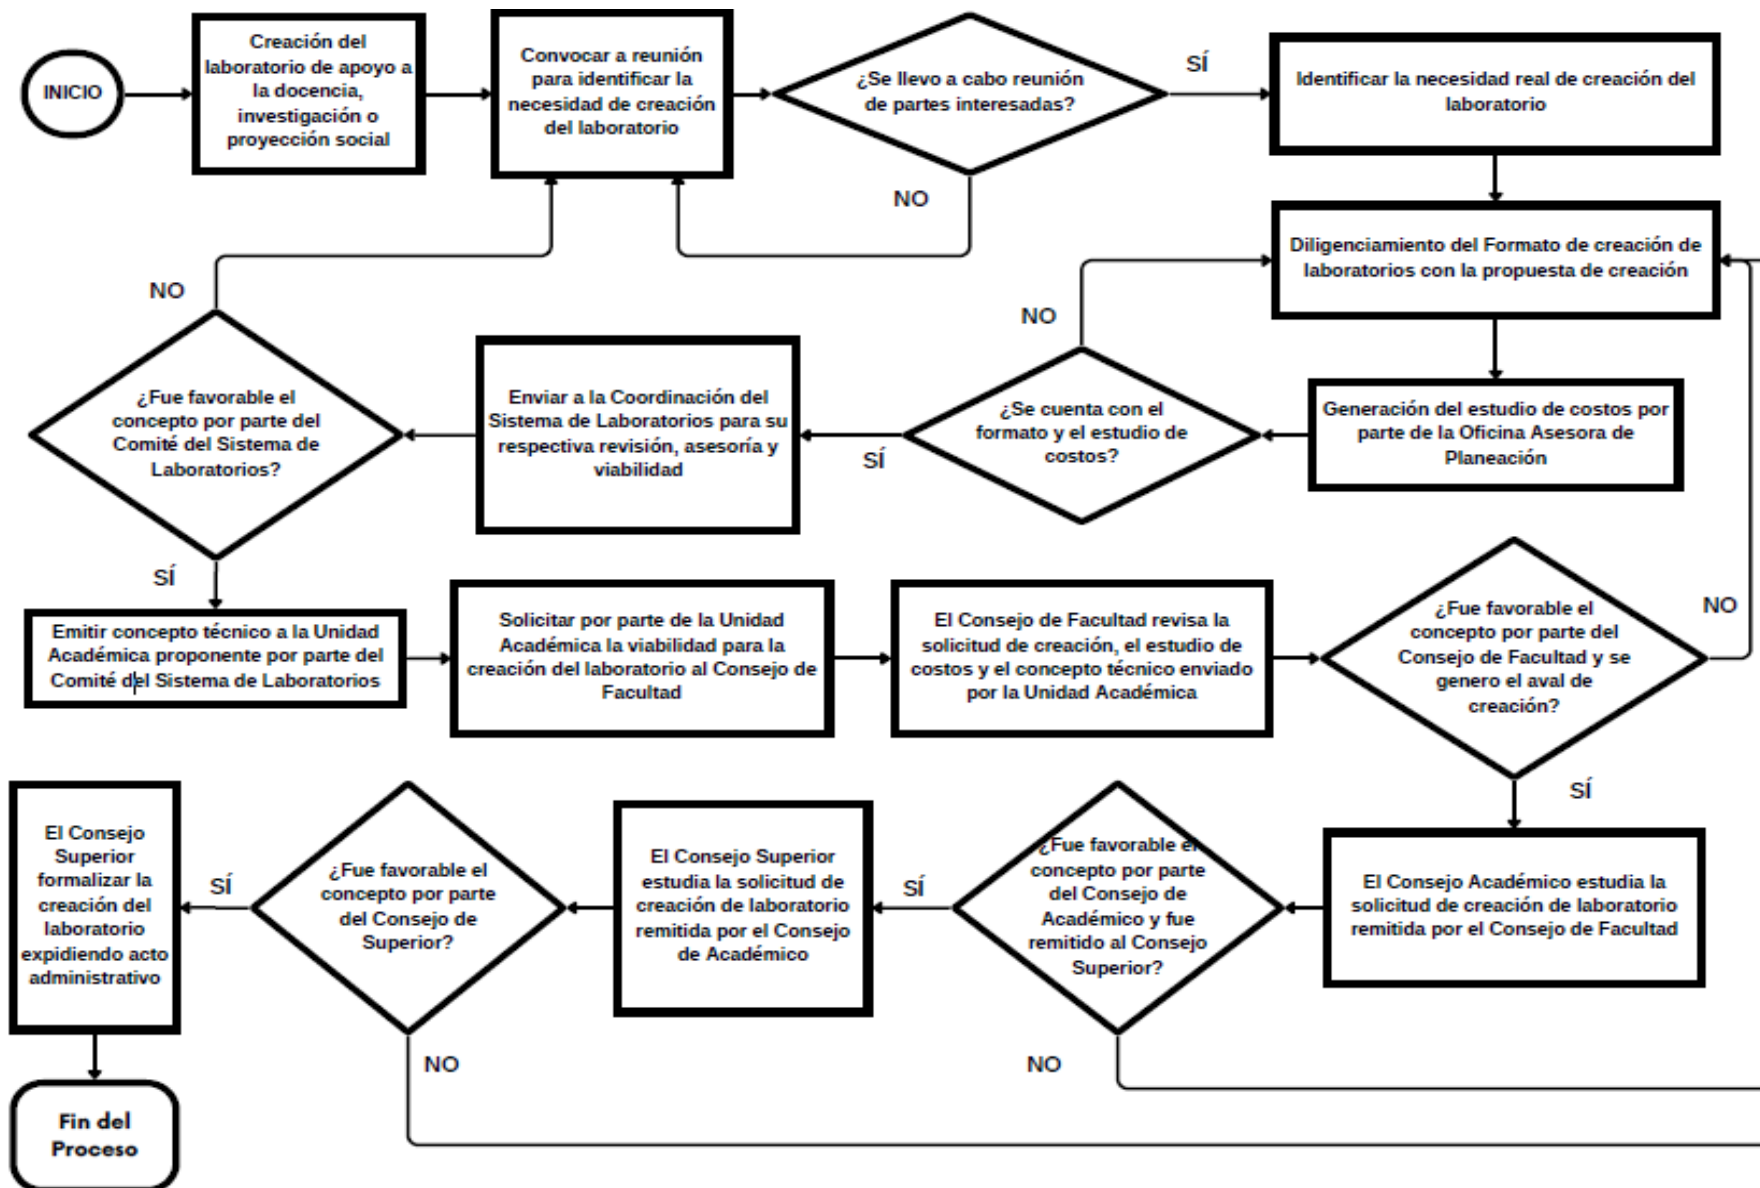 INICIO
Creación del
laboratorio de apoyo a
la docencia,
investigación o
proyección social
Convocar a reunión
para identificar la
necesidad de creación
del laboratorio
¿Se llevo a cabo reunión
de partes interesadas?
SÍ
NO
Identificar la necesidad real de creación del
laboratorio
Diligenciamiento del Formato de creación de
laboratorios con la propuesta de creación
Generación del estudio de costos por
parte de la Oficina Asesora de
Planeación
¿Se cuenta con el
formato y el estudio de
costos?
NO
SÍ
Enviar a la Coordinación del
Sistema de Laboratorios para su
respectiva revisión, asesoría y
viabilidad
¿Fue favorable el
concepto por parte del
Comité del Sistema de
Laboratorios?
NO
SÍ
Emitir concepto técnico a la Unidad
Académica proponente por parte del
Comité del Sistema de Laboratorios
Solicitar por parte de la Unidad
Académica la viabilidad para la
creación del laboratorio al Consejo de
Facultad
El Consejo de Facultad revisa la
solicitud de creación, el estudio de
costos y el concepto técnico enviado
por la Unidad Académica
¿Fue favorable el
concepto por parte del
Consejo de Facultad y se
genero el aval de
creación?
NO
SÍ
El Consejo Académico estudia la
solicitud de creación de laboratorio
remitida por el Consejo de Facultad
¿Fue favorable el
concepto por parte
del Consejo de
Académico y fue
remitido al Consejo
Superior?
SÍ
NO
El Consejo Superior
estudia la solicitud de
creación de laboratorio
remitida por el Consejo
de Académico
¿Fue favorable el
concepto por parte
del Consejo de
Superior?
SÍ
NO
El Consejo
Superior
formalizar la
creación del
laboratorio
expidiendo acto
administrativo
Fin del
Proceso